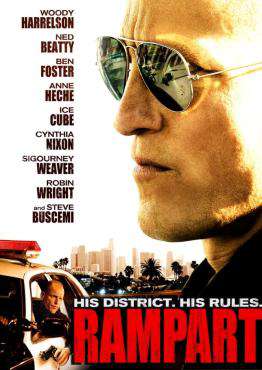 WOODY
HARRELSON
NED
BEATTY
BEN
FOSTER
ANNE
HECHE
ICE
CUBE
CYNTHIA
NIXON
SIGOURNEY
WEAVER
ROBIN
WRIGHT
and STEVE
BUSCEMI
HIS DISTRICT. HIS RULES.
RAMPART